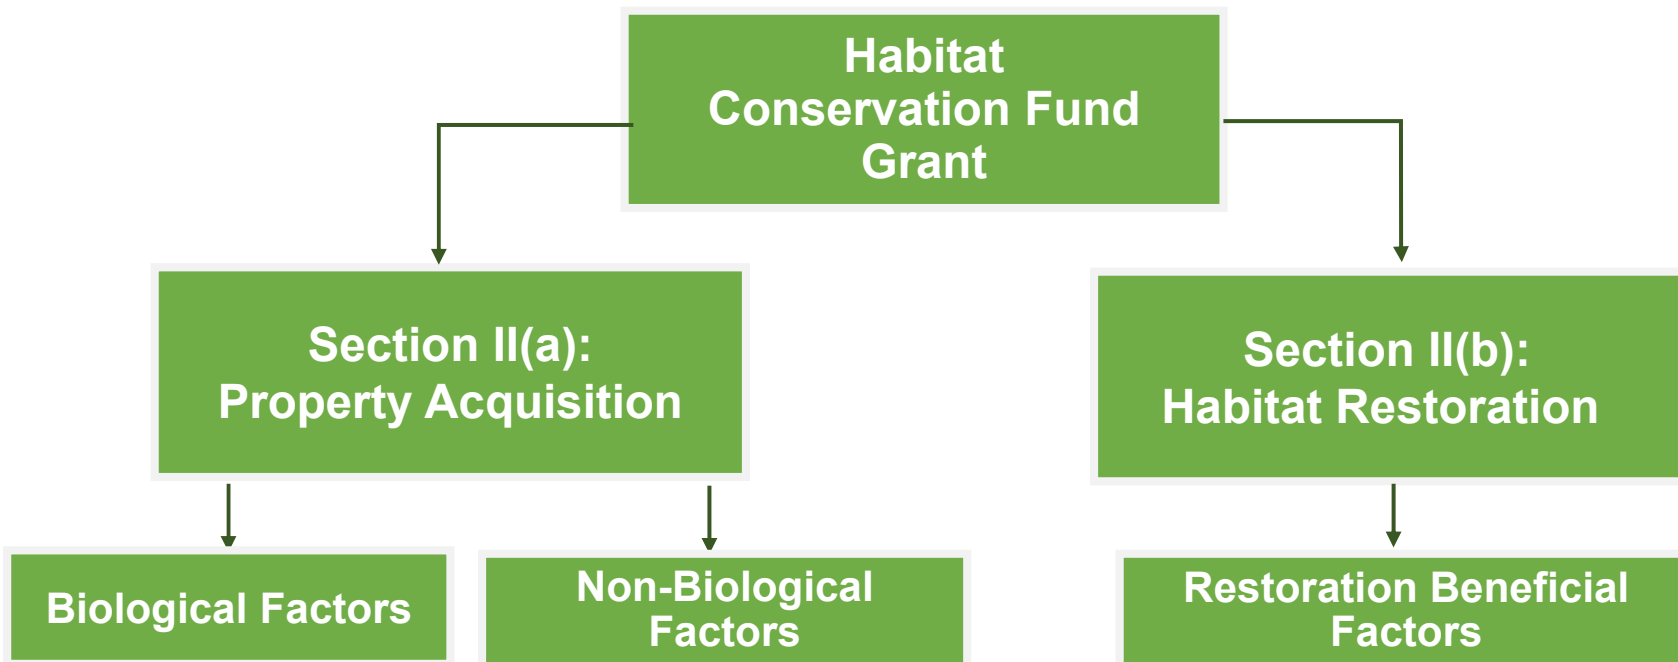 Habitat
Conservation Fund
Grant
Section II(a):
Property Acquisition
Section II(b):
Habitat Restoration
Biological Factors
Non-Biological
Factors
Restoration Beneficial
Factors